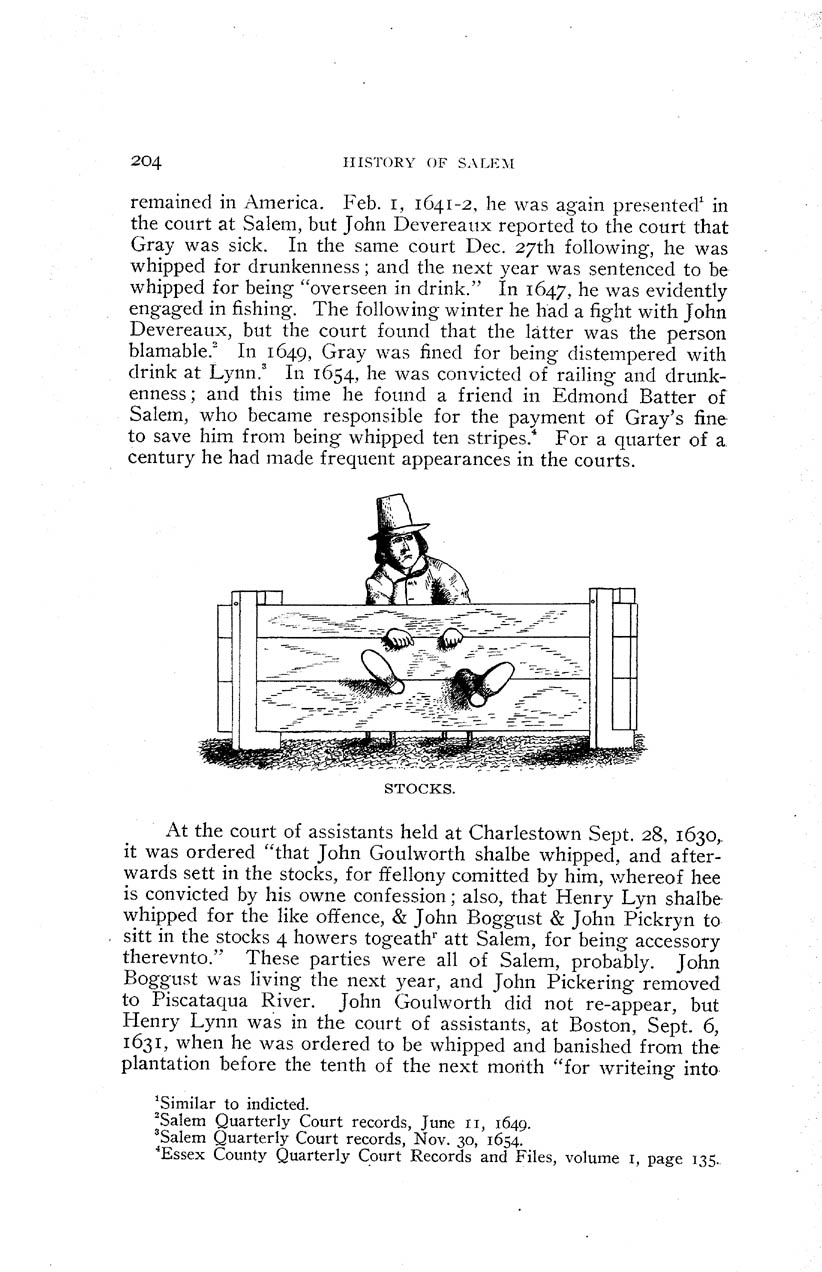 204 HISTORY OF SALEM
remained in America. Feb. 1, 1641-2, he was again presented¹ in
the court at Salem, but John Devereaux reported to the court that
Gray was sick. In the same court Dec. 27th following, he was
whipped for drunkenness; and the next year was sentenced to be
whipped for being “overseen in drink.” In 1647, he was evidently
engaged in fishing. The following winter he had a fight with John
Devereaux, but the court found that the latter was the person
blamable.² In 1649, Gray was fined for being distempered with
drink at Lynn.³ In 1654, he was convicted of railing and drunk-
enness; and this time he found a friend in Edmond Batter of
Salem, who became responsible for the payment of Gray's fine
to save him from being whipped ten stripes.⁴ For a quarter of a
century he had made frequent appearances in the courts.
STOCKS.
At the court of assistants held at Charlestown Sept. 28, 1630,
it was ordered “that John Goulworth shalbe whipped, and after-
wards sett in the stocks, for ffellony comitted by him, whereof hee
is convicted by his owne confession; also, that Henry Lyn shalbe
whipped for the like offence, & John Boggust & John Pickryn to
sitt in the stocks 4 howers togeathʳ att Salem, for being accessory
therevnto.” These parties were all of Salem, probably. John
Boggust was living the next year, and John Pickering removed
to Piscataqua River. John Goulworth did not re-appear, but
Henry Lynn was in the court of assistants, at Boston, Sept. 6,
1631, when he was ordered to be whipped and banished from the
plantation before the tenth of the next month “for writeing into
¹Similar to indicted.
²Salem Quarterly Court records, June 11, 1649.
³Salem Quarterly Court records, Nov. 30, 1654.
⁴Essex County Quarterly Court Records and Files, volume 1, page 135.